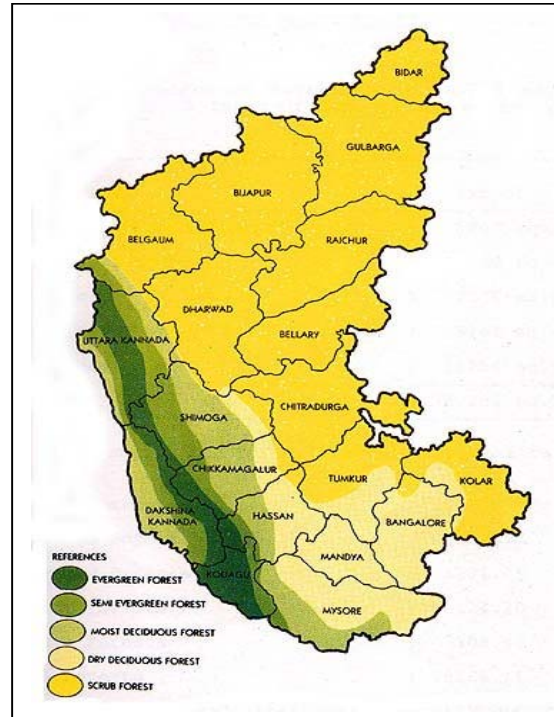 BIDAR
GULBARGA
BIJAPUR
BELGAUM
RAICHUR
DHARWAD
BELLARY
UTTARA KANNADA
CHITRADURGA
SHIMOGA
CHIKKAMAGALUR
TUMKUR
KOLAR
DAKSHINA
KANNADA
HASSAN
BANGALORE
MANDYA
KODAGU
MYSORE
REFERENCES
EVERGREEN FOREST
SEMI EVERGREEN FOREST
MOIST DECIDUOUS FOREST
DRY DECIDUOUS FOREST
SCRUB FOREST